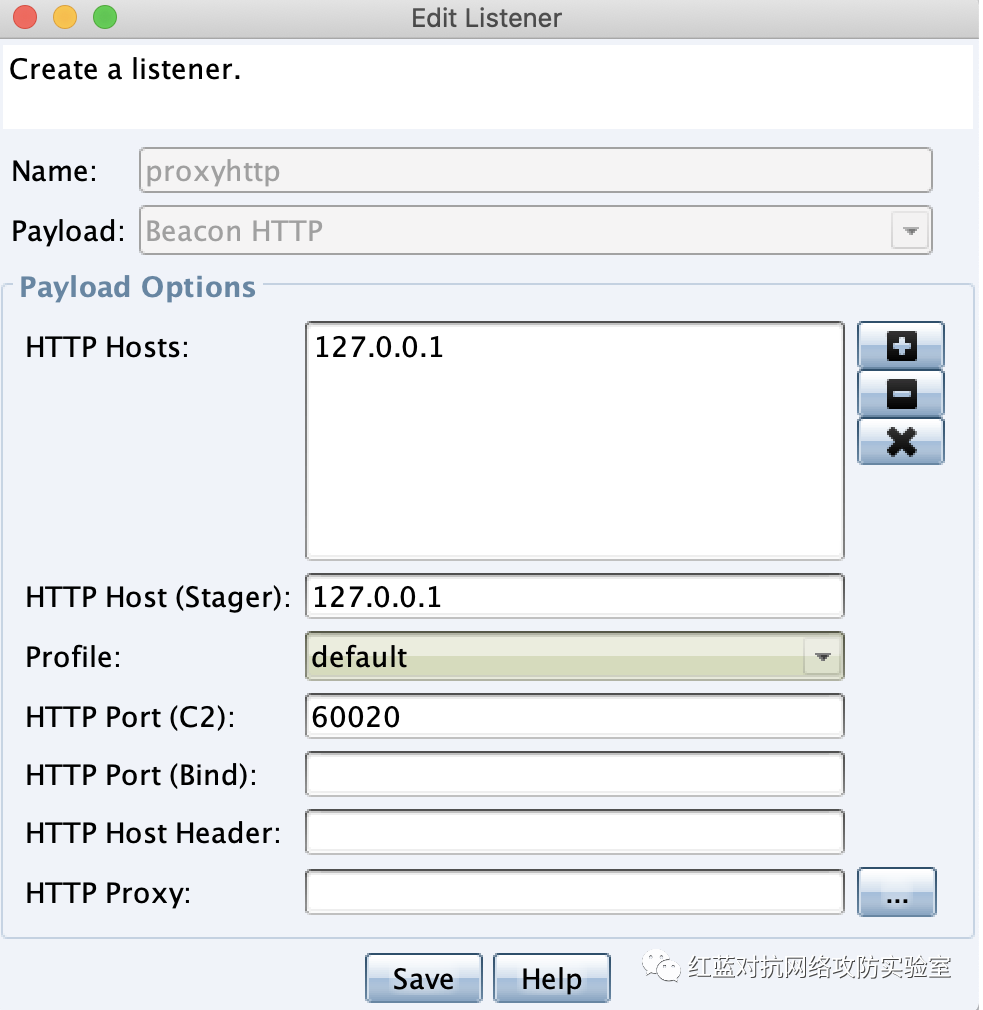 Edit Listener
Create a listener.
Name: proxyhttp
Payload: Beacon HTTP
Payload Options
HTTP Hosts: 127.0.0.1
HTTP Host (Stager): 127.0.0.1
Profile: default
HTTP Port (C2): 60020
HTTP Port (Bind):
HTTP Host Header:
HTTP Proxy: ...
Save Help
红蓝对抗网络攻防实验室